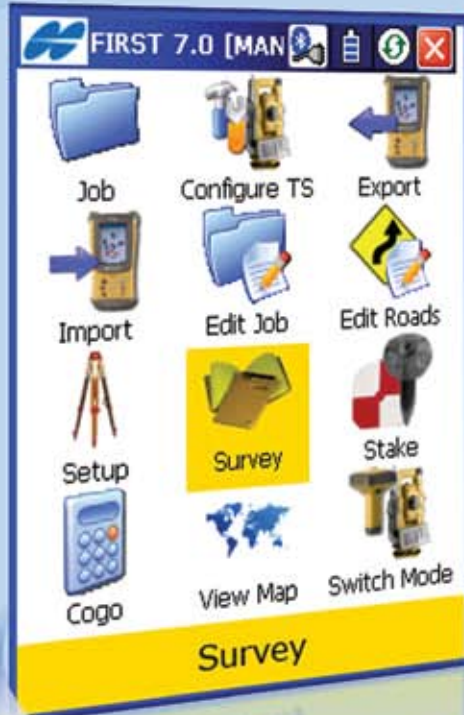 FIRST 7.0 [MAN
Job Configure TS Export
Import Edit Job Edit Roads
Setup Survey Stake
Cogo View Map Switch Mode
Survey